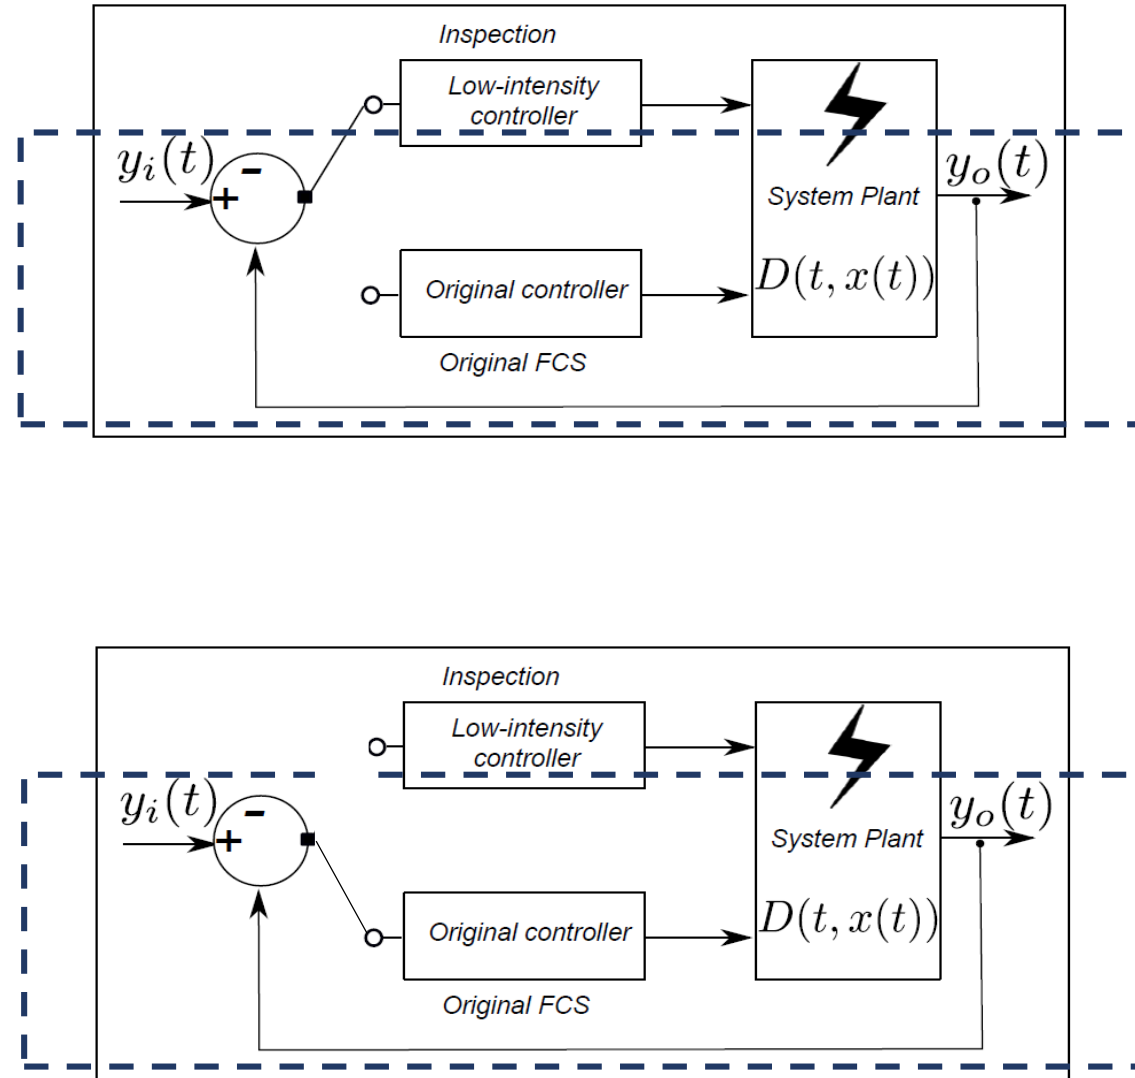 Inspection
Low-intensity
controller
y_i(t)
-
+
System Plant
y_o(t)
Original controller
D(t, x(t))
Original FCS
Inspection
Low-intensity
controller
y_i(t)
-
+
System Plant
y_o(t)
Original controller
D(t, x(t))
Original FCS